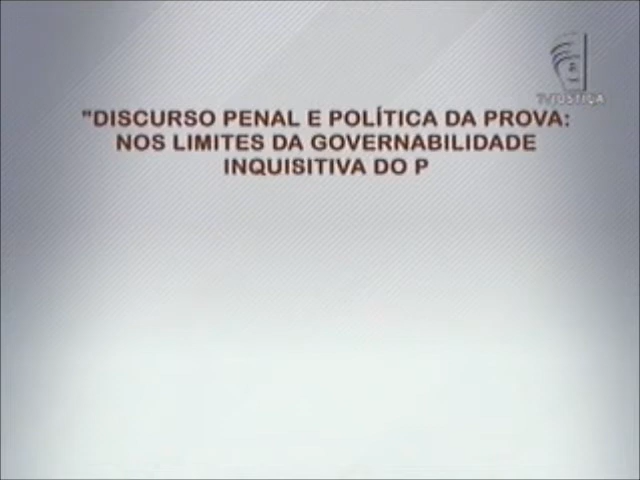 TV JUSTIÇA
"DISCURSO PENAL E POLÍTICA DA PROVA:
NOS LIMITES DA GOVERNABILIDADE
INQUISITIVA DO P